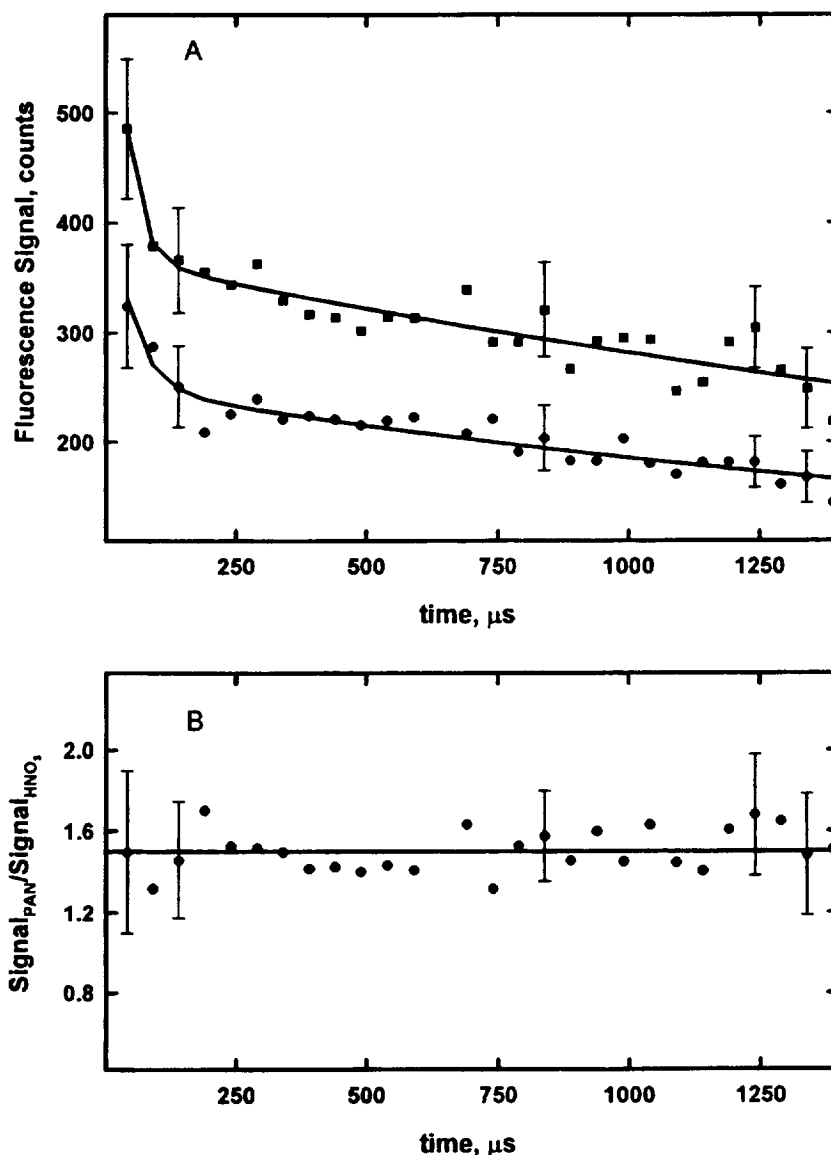 A
Fluorescence Signal, counts
500
400
300
200
250 500 750 1000 1250
time, μs
B
Signal_PAN/Signal_HNO₃
2.0
1.6
1.2
0.8
250 500 750 1000 1250
time, μs